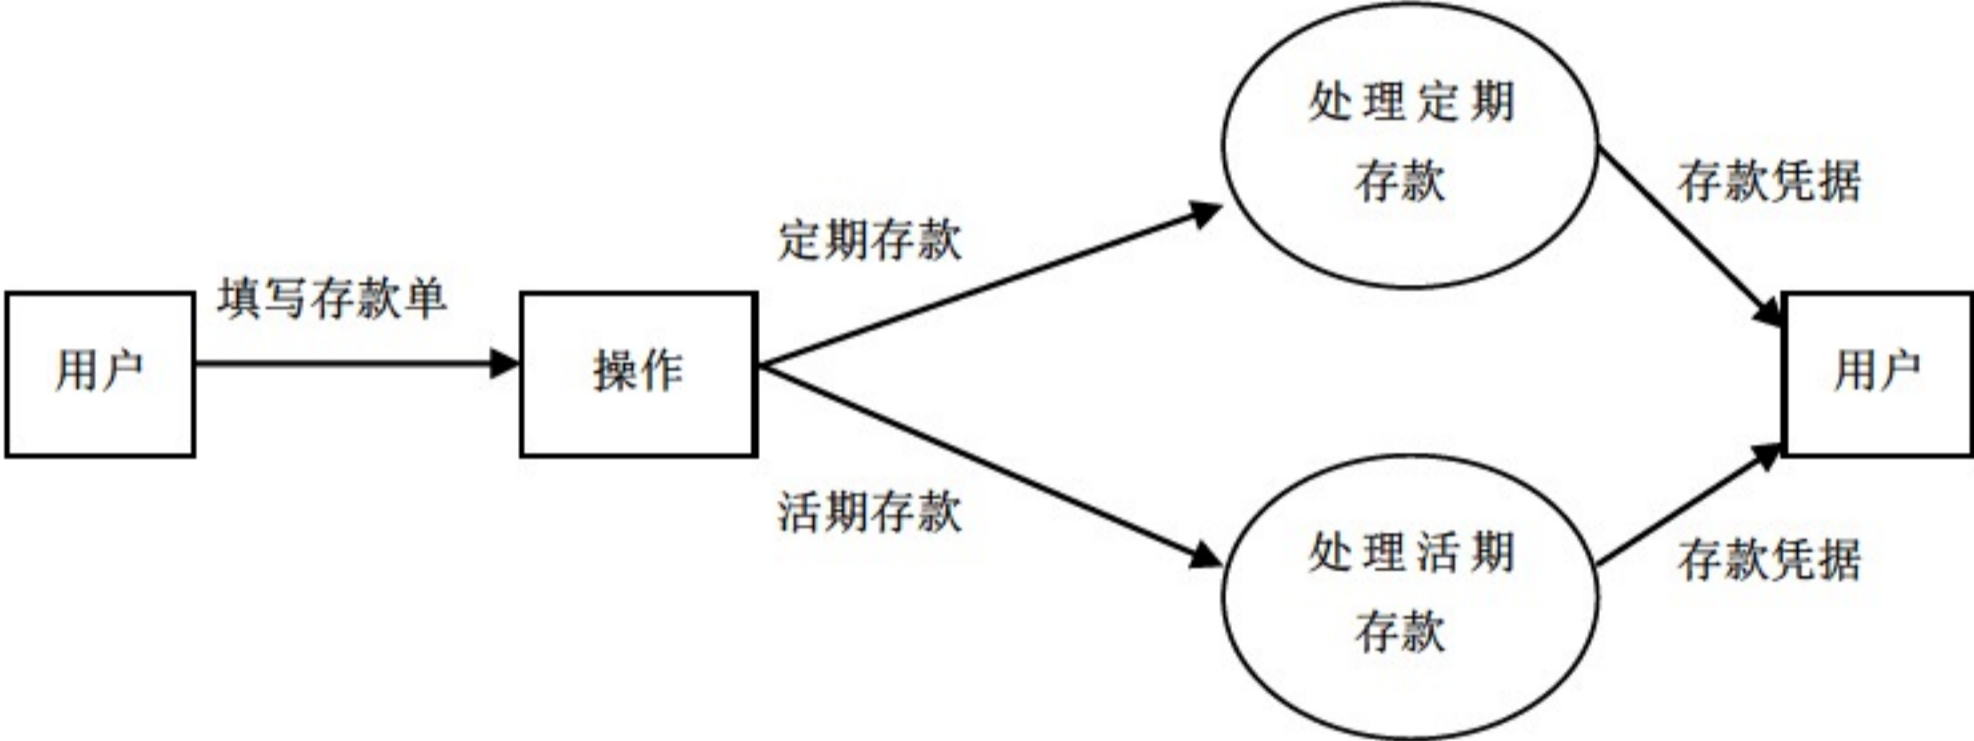 用户
填写存款单
操作
定期存款
活期存款
处理定期
存款
处理活期
存款
存款凭据
存款凭据
用户